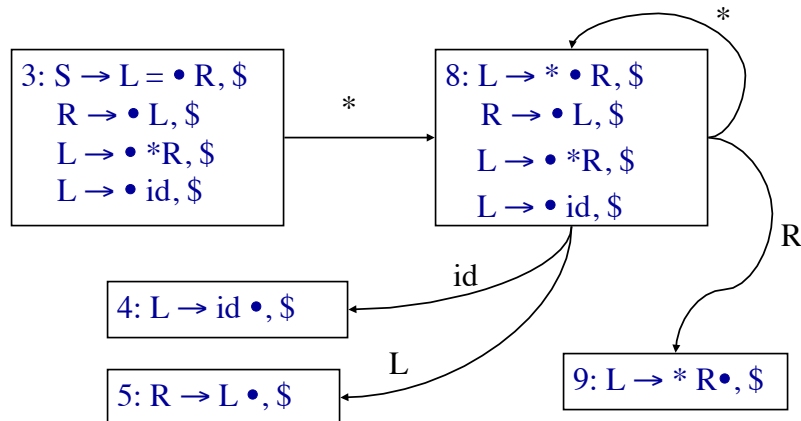 3: S → L = • R, $
R → • L, $
L → • *R, $
L → • id, $
*
8: L → * • R, $
R → • L, $
L → • *R, $
L → • id, $
*
R
id
4: L → id •, $
L
5: R → L •, $
9: L → * R•, $